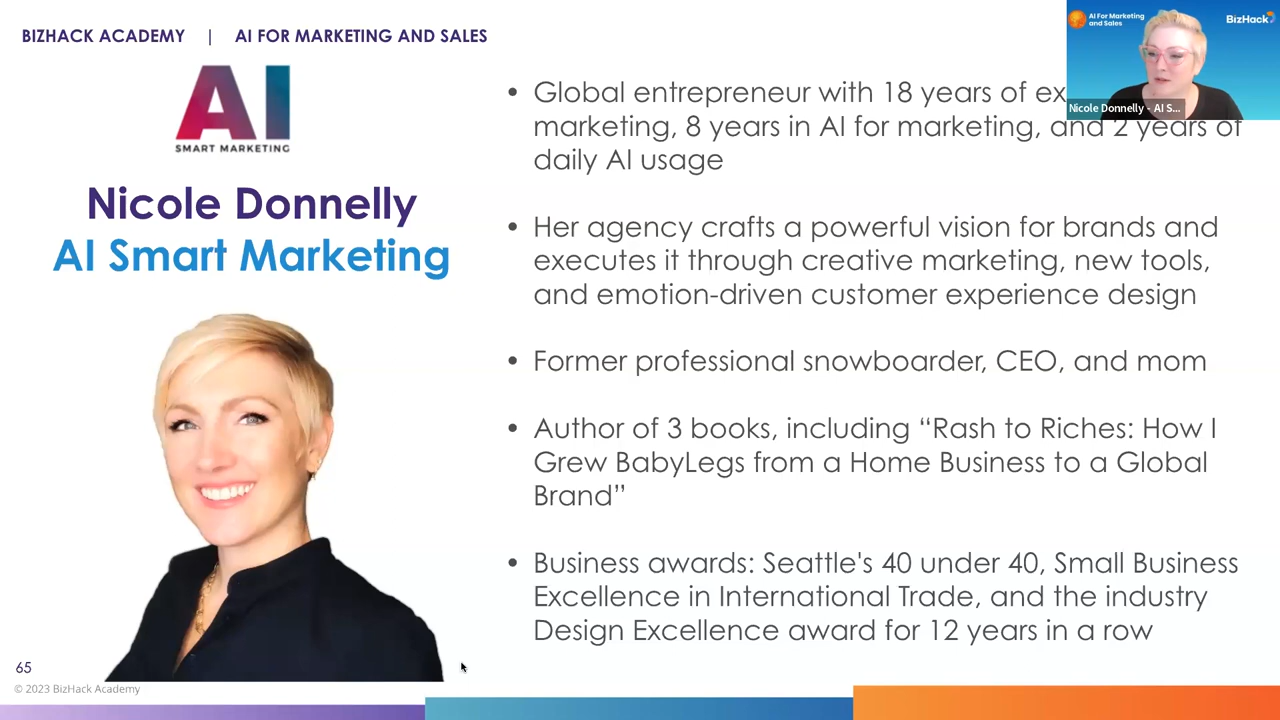 BIZHACK ACADEMY | AI FOR MARKETING AND SALES
AI
SMART MARKETING
Nicole Donnelly
AI Smart Marketing
• Global entrepreneur with 18 years of ex
marketing, 8 years in AI for marketing, and 2 years of
daily AI usage
• Her agency crafts a powerful vision for brands and
executes it through creative marketing, new tools,
and emotion-driven customer experience design
• Former professional snowboarder, CEO, and mom
• Author of 3 books, including “Rash to Riches: How I
Grew BabyLegs from a Home Business to a Global
Brand”
• Business awards: Seattle's 40 under 40, Small Business
Excellence in International Trade, and the industry
Design Excellence award for 12 years in a row
AI For Marketing
and Sales
BizHack
Nicole Donnelly - AI S...
65
© 2023 BizHack Academy